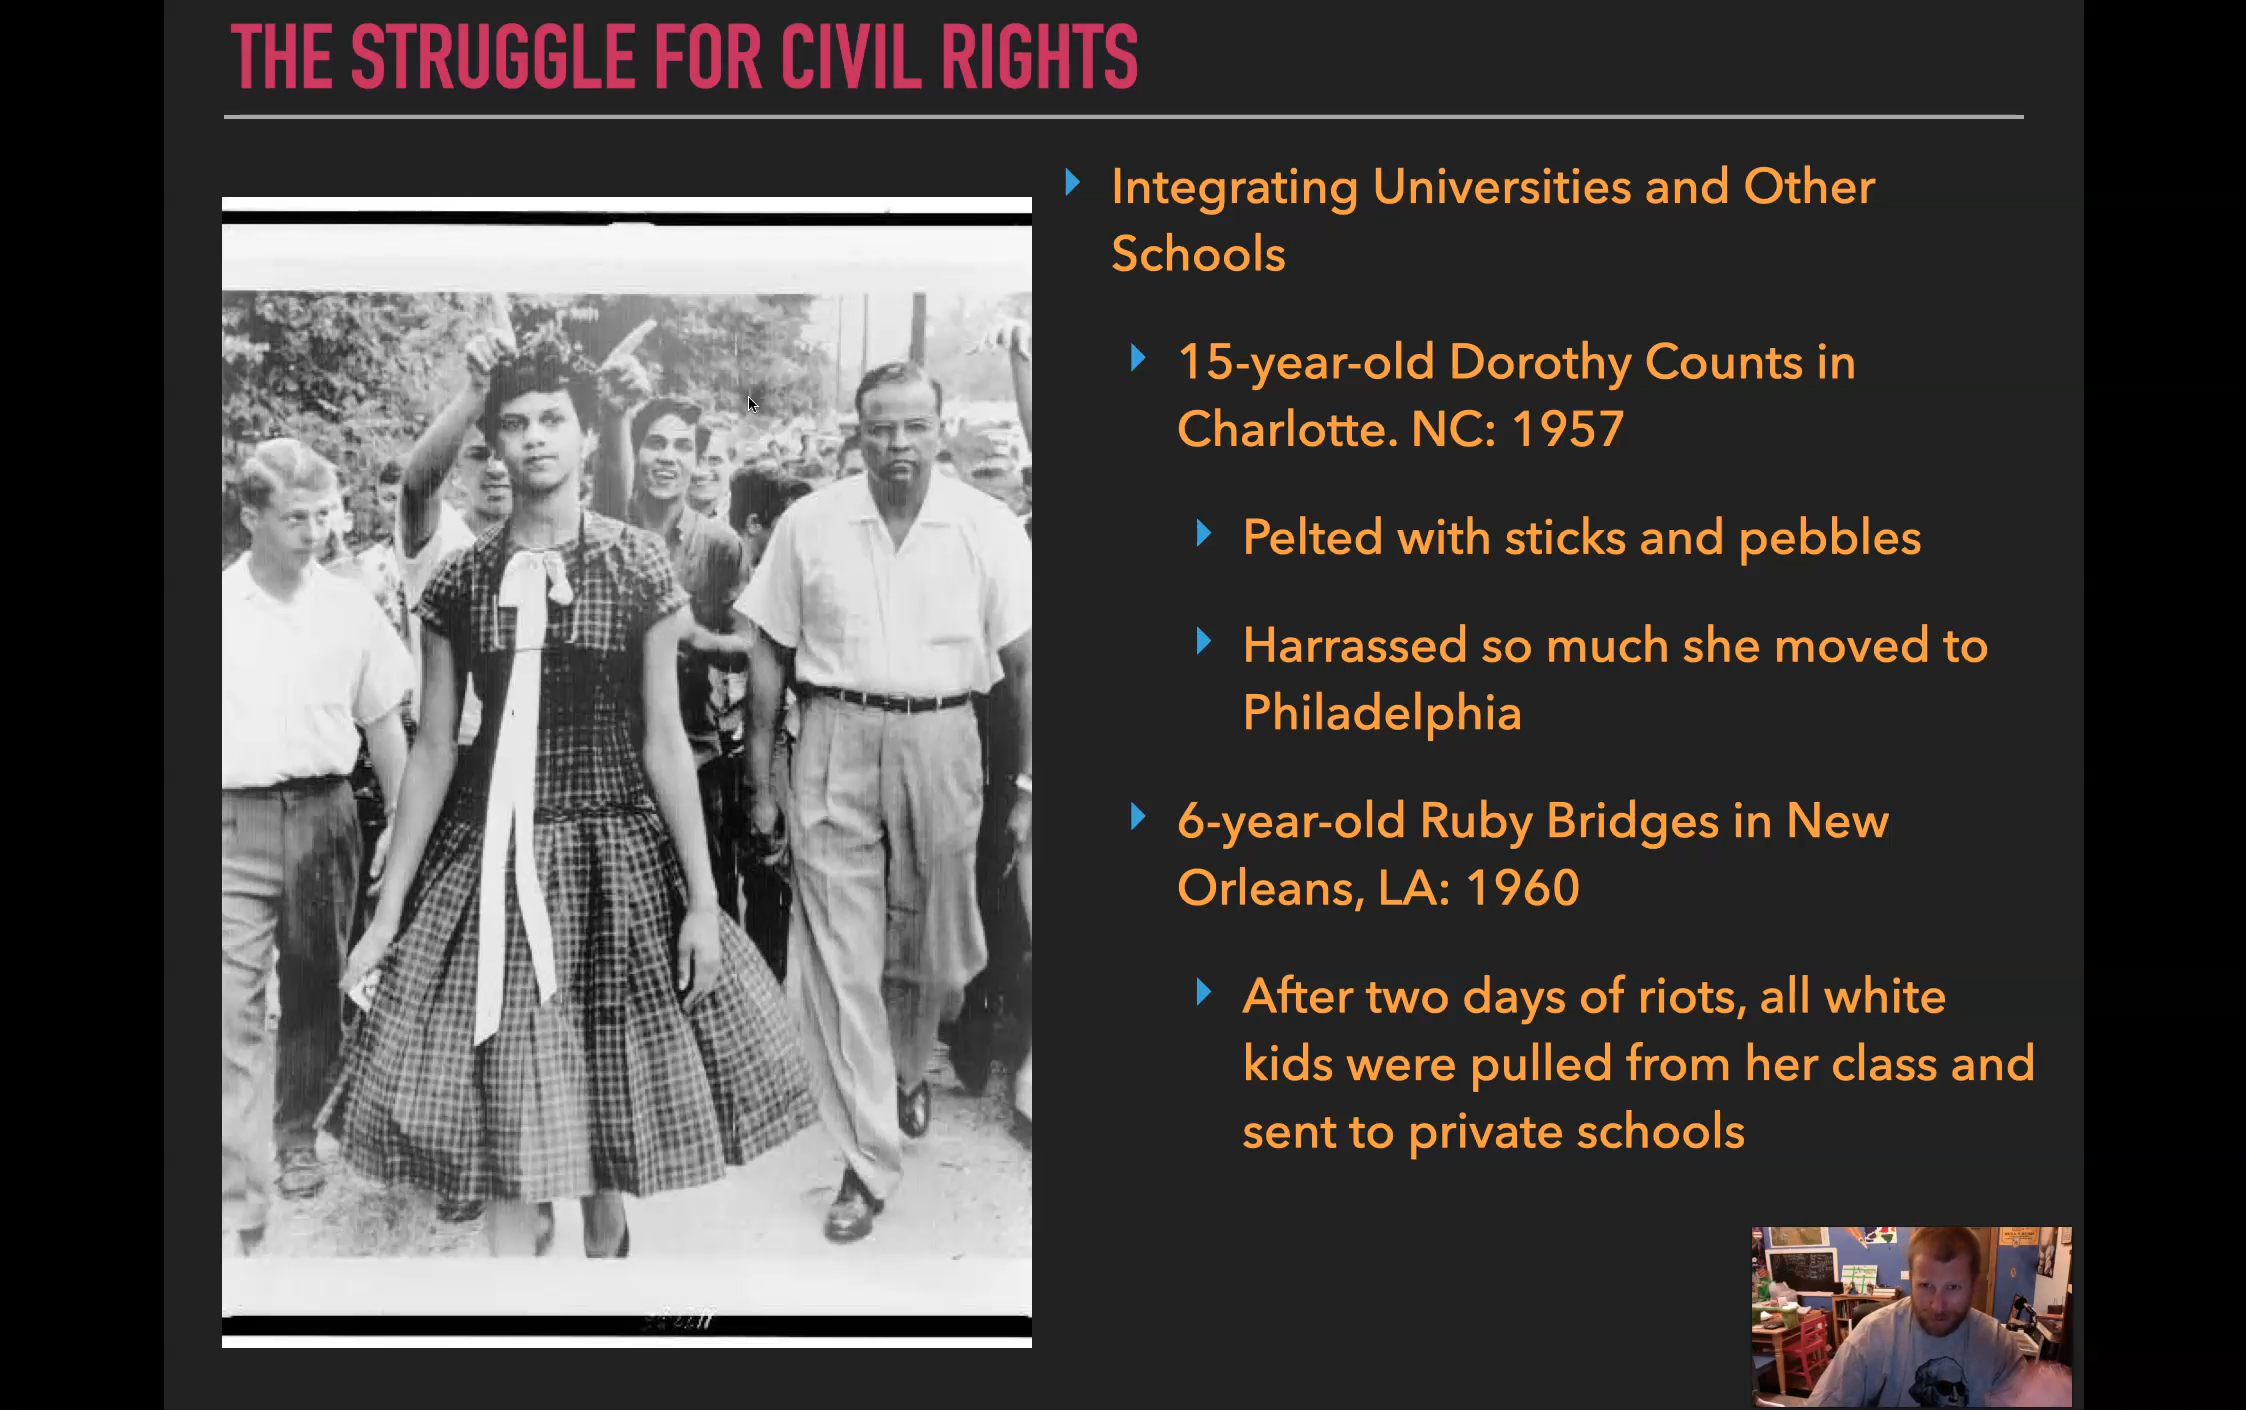 THE STRUGGLE FOR CIVIL RIGHTS
Integrating Universities and Other
Schools
15-year-old Dorothy Counts in
Charlotte. NC: 1957
Pelted with sticks and pebbles
Harrassed so much she moved to
Philadelphia
6-year-old Ruby Bridges in New
Orleans, LA: 1960
After two days of riots, all white
kids were pulled from her class and
sent to private schools